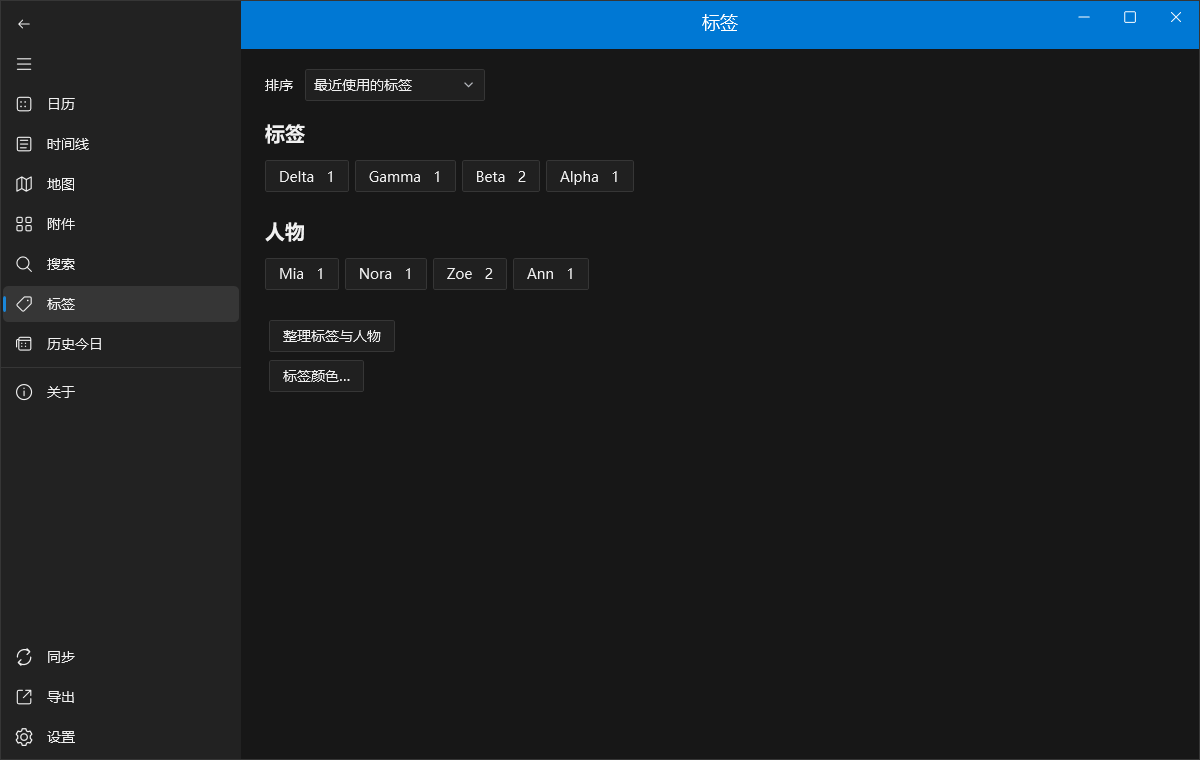 标签
日历
时间线
地图
附件
搜索
标签
历史今日
关于
同步
导出
设置
排序 最近使用的标签
标签
Delta 1 Gamma 1 Beta 2 Alpha 1
人物
Mia 1 Nora 1 Zoe 2 Ann 1
整理标签与人物
标签颜色...